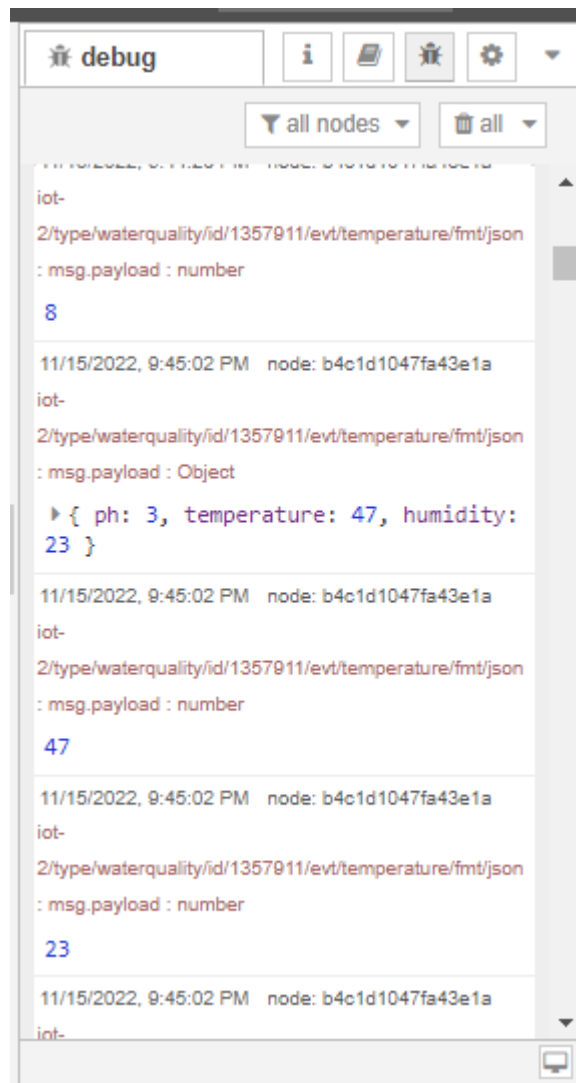 debug
all nodes
all
iot-
2/type/waterquality/id/1357911/evt/temperature/fmt/json
: msg.payload : number
8
11/15/2022, 9:45:02 PM node: b4c1d1047fa43e1a
iot-
2/type/waterquality/id/1357911/evt/temperature/fmt/json
: msg.payload : Object
{ ph: 3, temperature: 47, humidity:
23 }
11/15/2022, 9:45:02 PM node: b4c1d1047fa43e1a
iot-
2/type/waterquality/id/1357911/evt/temperature/fmt/json
: msg.payload : number
47
11/15/2022, 9:45:02 PM node: b4c1d1047fa43e1a
iot-
2/type/waterquality/id/1357911/evt/temperature/fmt/json
: msg.payload : number
23
11/15/2022, 9:45:02 PM node: b4c1d1047fa43e1a
iot-